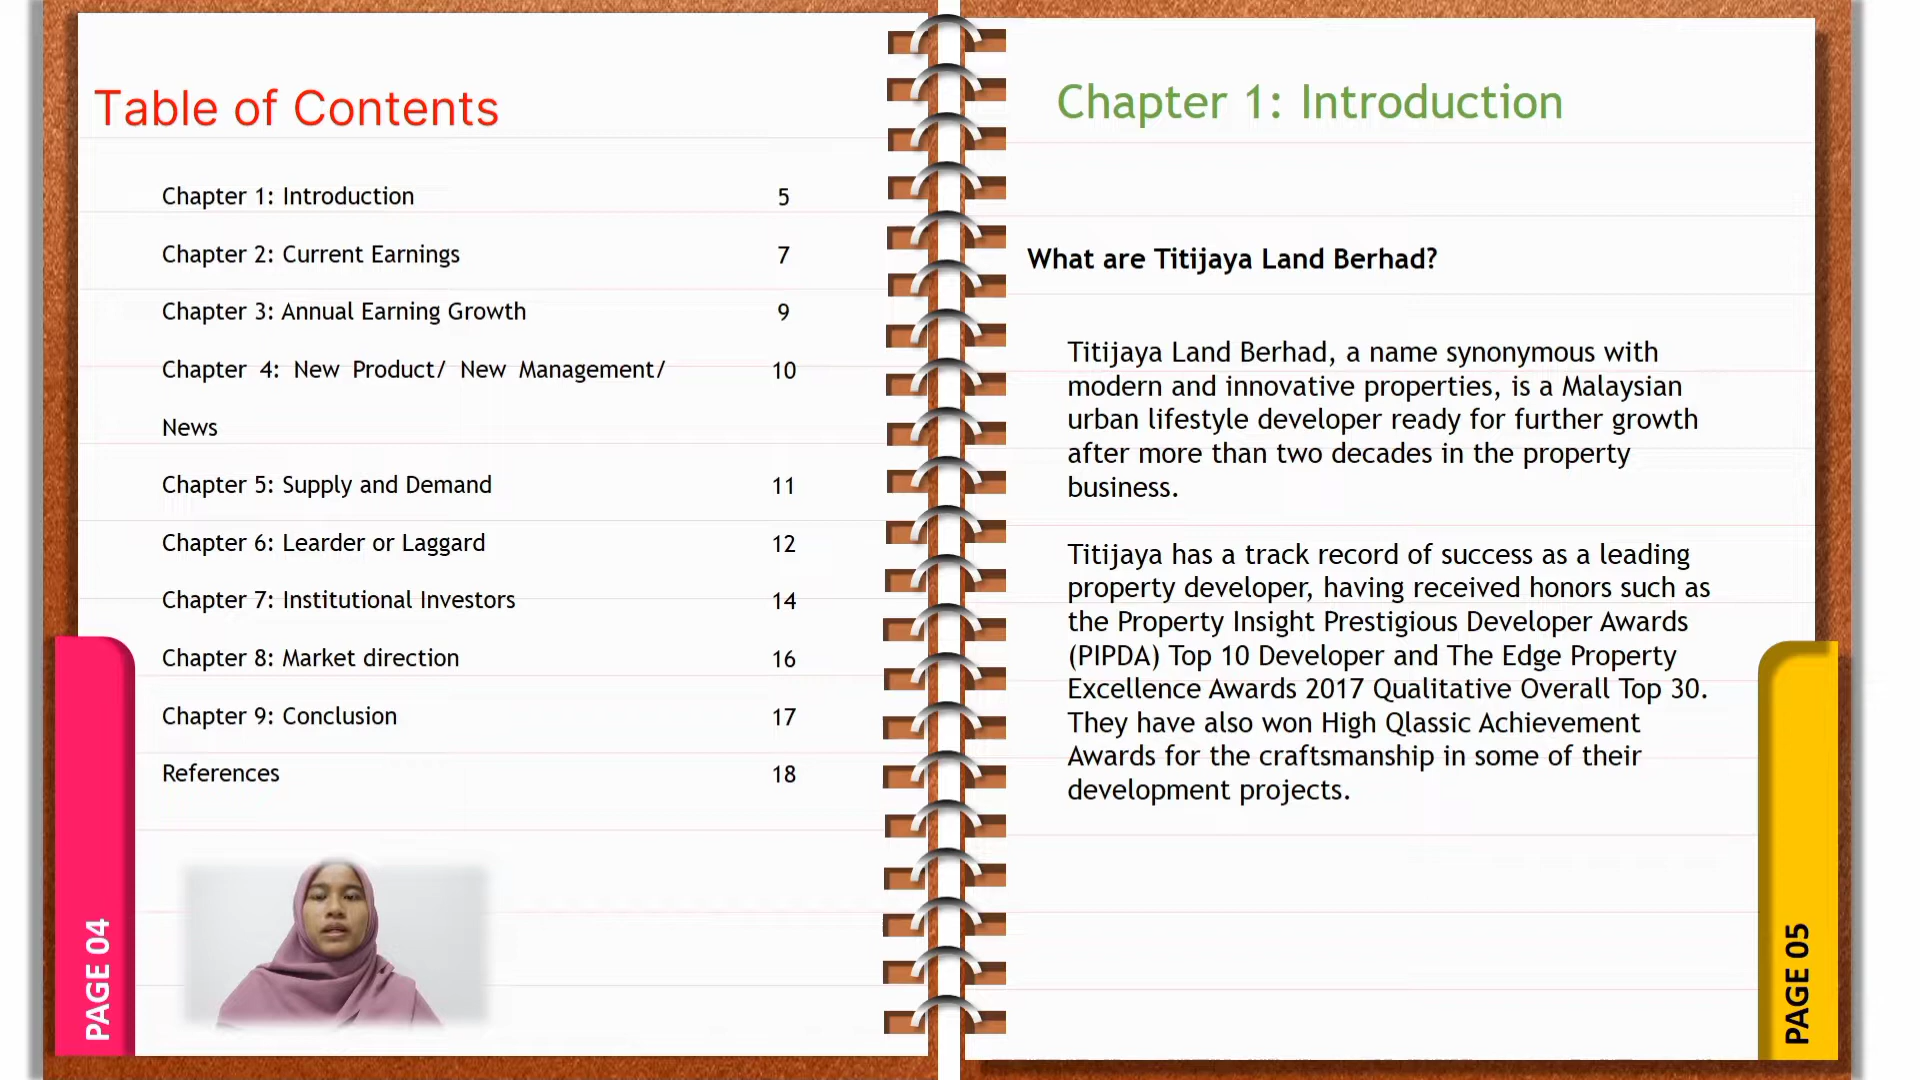 Table of Contents
Chapter 1: Introduction 5
Chapter 2: Current Earnings 7
Chapter 3: Annual Earning Growth 9
Chapter 4: New Product/ New Management/ 10
News
Chapter 5: Supply and Demand 11
Chapter 6: Learder or Laggard 12
Chapter 7: Institutional Investors 14
Chapter 8: Market direction 16
Chapter 9: Conclusion 17
References 18
PAGE 04
Chapter 1: Introduction
What are Titijaya Land Berhad?
Titijaya Land Berhad, a name synonymous with
modern and innovative properties, is a Malaysian
urban lifestyle developer ready for further growth
after more than two decades in the property
business.
Titijaya has a track record of success as a leading
property developer, having received honors such as
the Property Insight Prestigious Developer Awards
(PIPDA) Top 10 Developer and The Edge Property
Excellence Awards 2017 Qualitative Overall Top 30.
They have also won High Qlassic Achievement
Awards for the craftsmanship in some of their
development projects.
PAGE 05